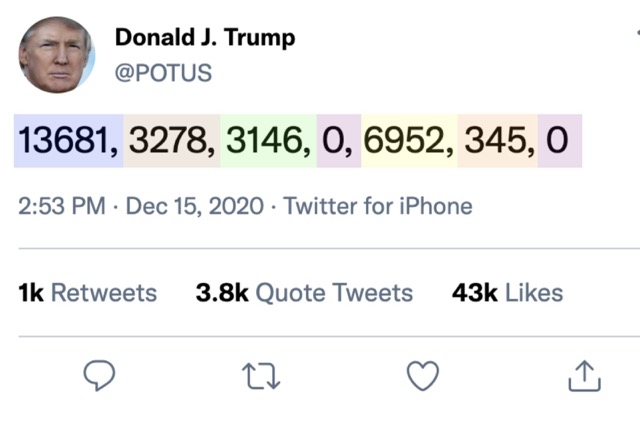 Donald J. Trump
@POTUS
13681, 3278, 3146, 0, 6952, 345, 0
2:53 PM · Dec 15, 2020 · Twitter for iPhone
1k Retweets 3.8k Quote Tweets 43k Likes